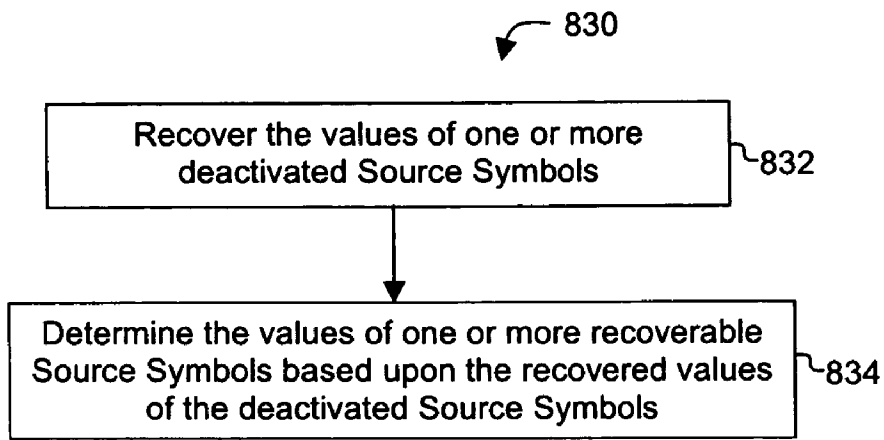 830
Recover the values of one or more
deactivated Source Symbols
832
Determine the values of one or more recoverable
Source Symbols based upon the recovered values
of the deactivated Source Symbols
834